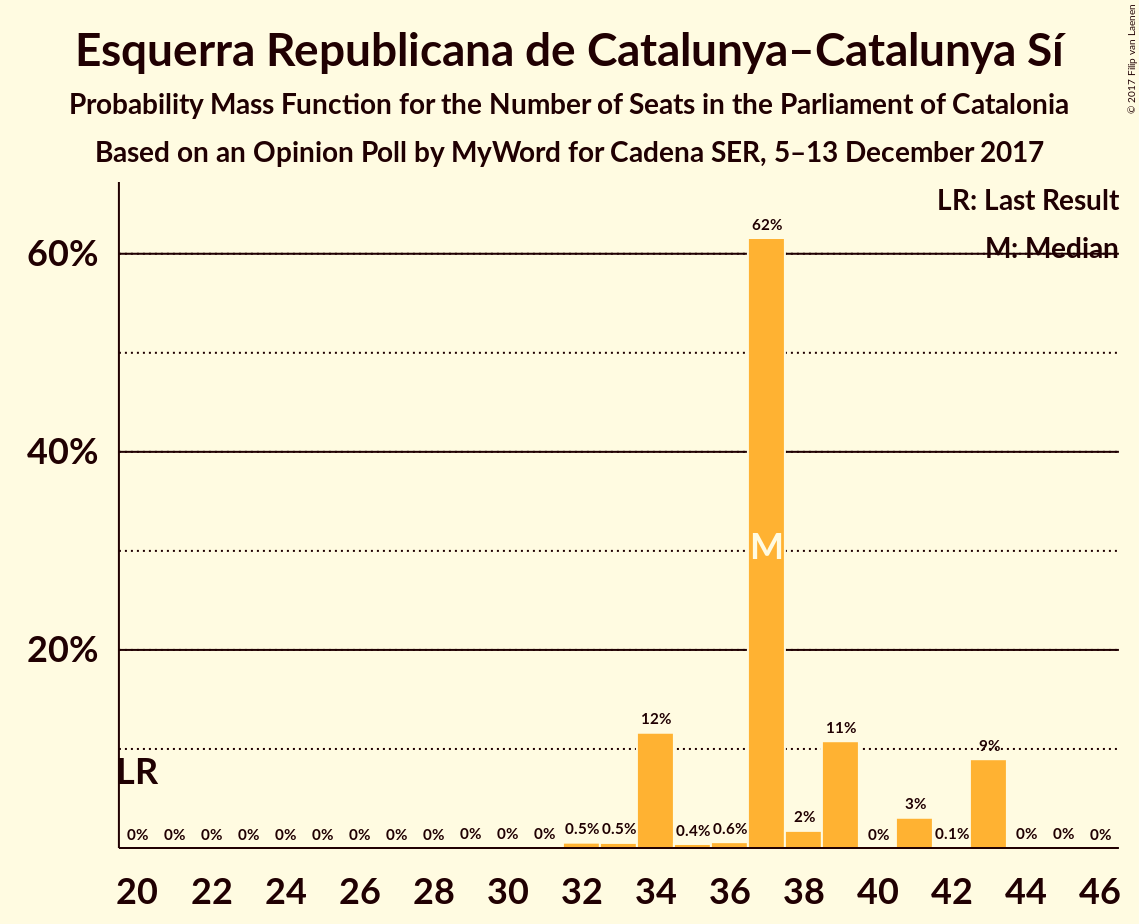 Esquerra Republicana de Catalunya–Catalunya Sí
Probability Mass Function for the Number of Seats in the Parliament of Catalonia
Based on an Opinion Poll by MyWord for Cadena SER, 5–13 December 2017
© 2017 Filip van Laenen
LR: Last Result
M: Median
60%
40%
20%
LR
M
0% 0% 0% 0% 0% 0% 0% 0% 0% 0% 0% 0% 0.5% 0.5% 12% 0.4% 0.6% 62% 2% 11% 0% 3% 0.1% 9% 0% 0% 0%
20 22 24 26 28 30 32 34 36 38 40 42 44 46